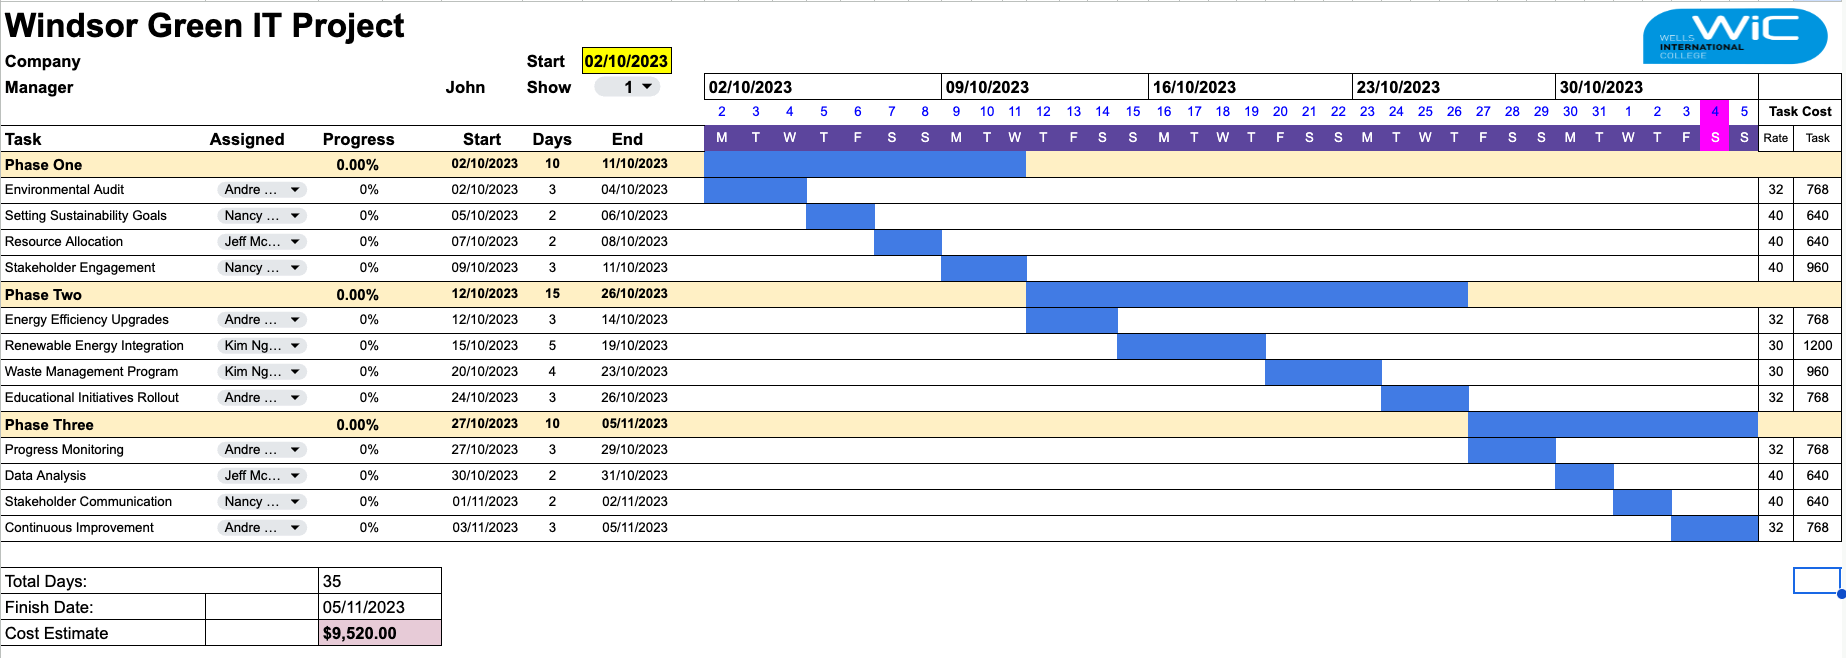 Windsor Green IT Project
WiC
WELLS
INTERNATIONAL
COLLEGE
Company Start 02/10/2023
Manager John Show 1 02/10/2023 09/10/2023 16/10/2023 23/10/2023 30/10/2023
2 3 4 5 6 7 8 9 10 11 12 13 14 15 16 17 18 19 20 21 22 23 24 25 26 27 28 29 30 31 1 2 3 4 5 Task Cost
Task Assigned Progress Start Days End M T W T F S S M T W T F S S M T W T F S S M T W T F S S M T W T F S S Rate Task
Phase One 0.00% 02/10/2023 10 11/10/2023
Environmental Audit Andre ... 0% 02/10/2023 3 04/10/2023 32 768
Setting Sustainability Goals Nancy ... 0% 05/10/2023 2 06/10/2023 40 640
Resource Allocation Jeff Mc... 0% 07/10/2023 2 08/10/2023 40 640
Stakeholder Engagement Nancy ... 0% 09/10/2023 3 11/10/2023 40 960
Phase Two 0.00% 12/10/2023 15 26/10/2023
Energy Efficiency Upgrades Andre ... 0% 12/10/2023 3 14/10/2023 32 768
Renewable Energy Integration Kim Ng... 0% 15/10/2023 5 19/10/2023 30 1200
Waste Management Program Kim Ng... 0% 20/10/2023 4 23/10/2023 30 960
Educational Initiatives Rollout Andre ... 0% 24/10/2023 3 26/10/2023 32 768
Phase Three 0.00% 27/10/2023 10 05/11/2023
Progress Monitoring Andre ... 0% 27/10/2023 3 29/10/2023 32 768
Data Analysis Jeff Mc... 0% 30/10/2023 2 31/10/2023 40 640
Stakeholder Communication Nancy ... 0% 01/11/2023 2 02/11/2023 40 640
Continuous Improvement Andre ... 0% 03/11/2023 3 05/11/2023 32 768
Total Days: 35
Finish Date: 05/11/2023
Cost Estimate $9,520.00